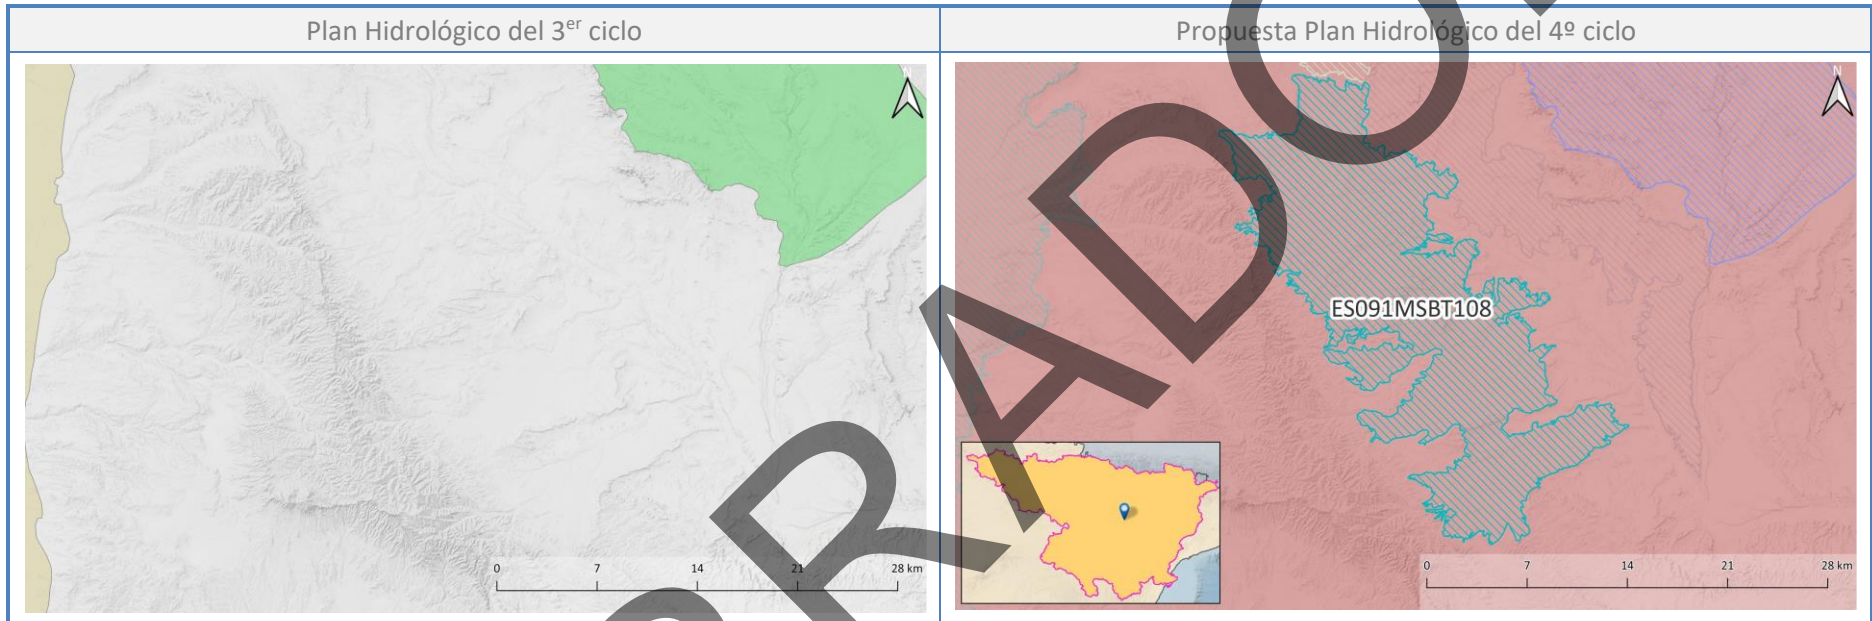 Plan Hidrológico del 3er ciclo
Propuesta Plan Hidrológico del 4º ciclo
N
N
ES091MSBT108
0 7 14 21 28 km
0 7 14 21 28 km
RADO